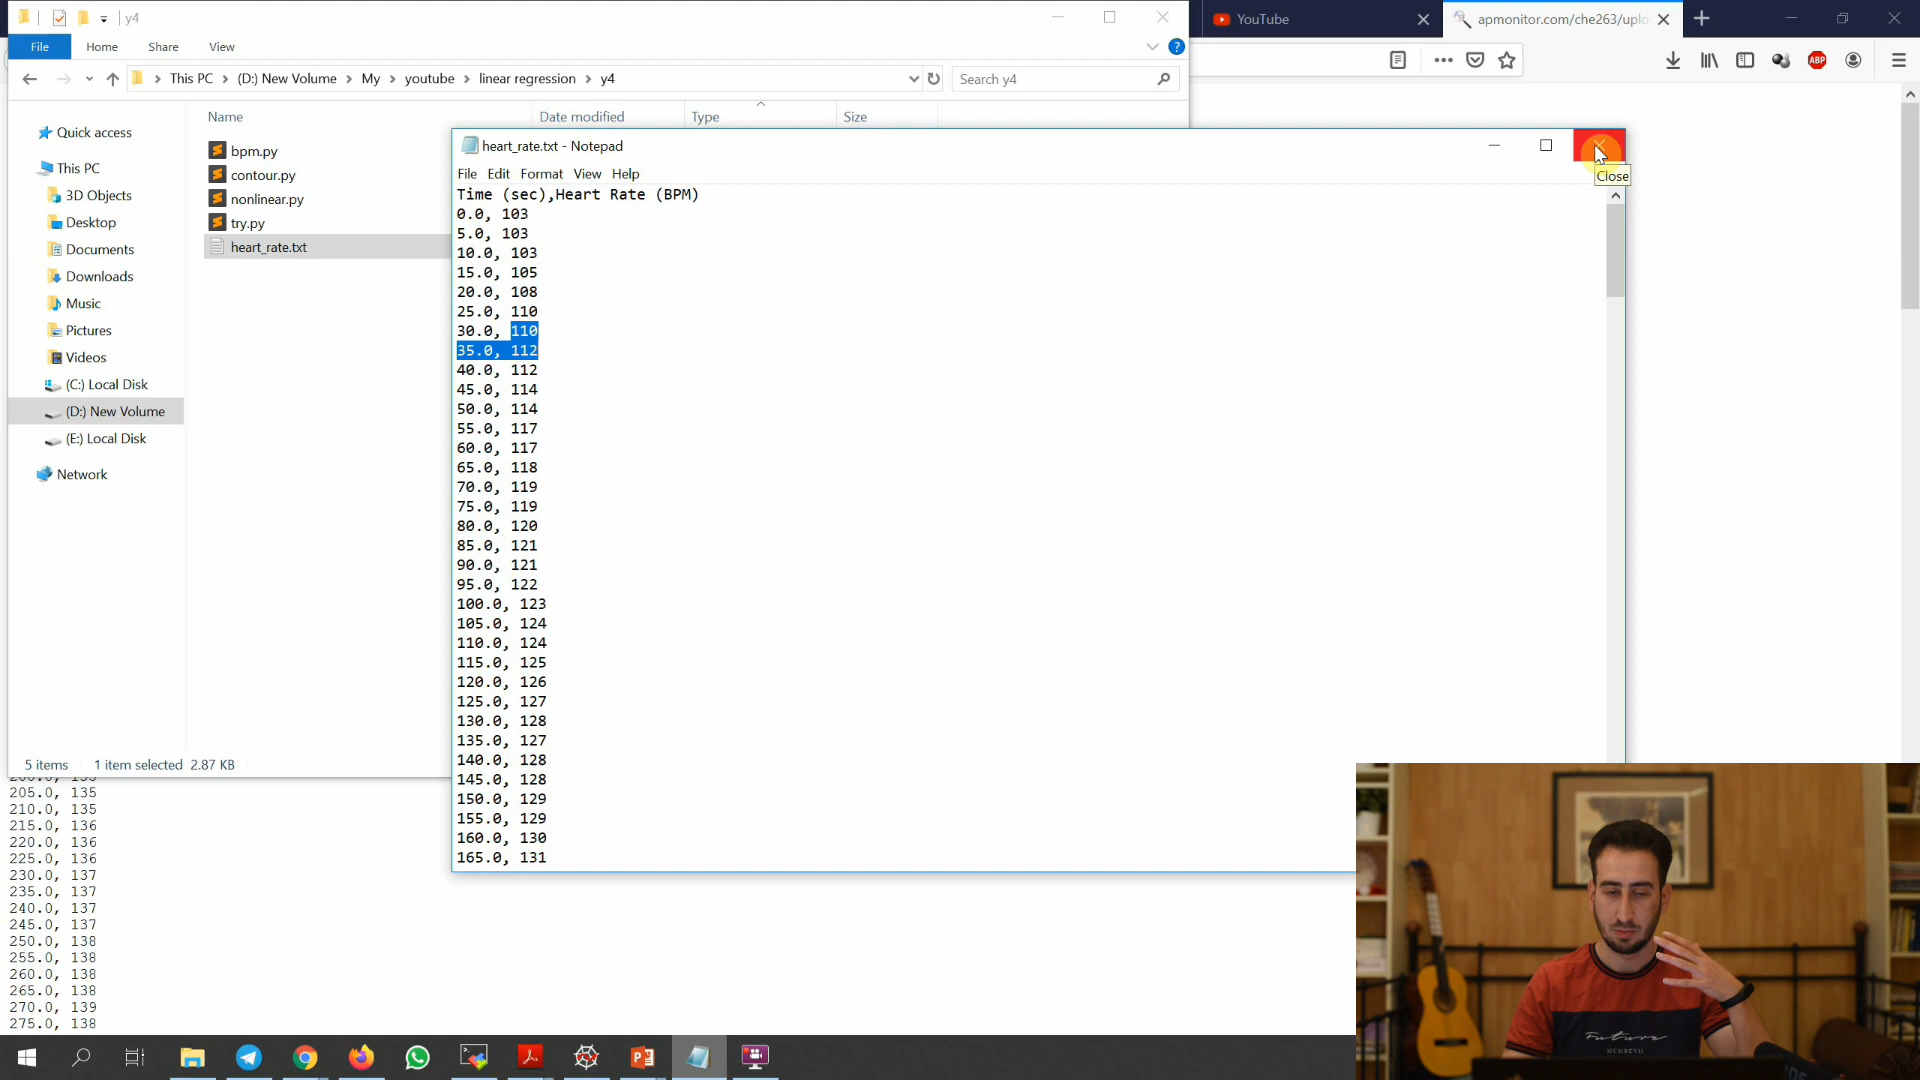 y4
YouTube
apmonitor.com/che263/uplo
File
Home
Share
View
This PC
(D:) New Volume
My
youtube
linear regression
y4
Search y4
ABP
Name
Date modified
Type
Size
Quick access
This PC
3D Objects
Desktop
Documents
Downloads
Music
Pictures
Videos
(C:) Local Disk
(D:) New Volume
(E:) Local Disk
Network
bpm.py
contour.py
nonlinear.py
try.py
heart_rate.txt
5 items
1 item selected
2.87 KB
heart_rate.txt - Notepad
Close
File
Edit
Format
View
Help
Time (sec),Heart Rate (BPM)
0.0, 103
5.0, 103
10.0, 103
15.0, 105
20.0, 108
25.0, 110
30.0, 110
35.0, 112
40.0, 112
45.0, 114
50.0, 114
55.0, 117
60.0, 117
65.0, 118
70.0, 119
75.0, 119
80.0, 120
85.0, 121
90.0, 121
95.0, 122
100.0, 123
105.0, 124
110.0, 124
115.0, 125
120.0, 126
125.0, 127
130.0, 128
135.0, 127
140.0, 128
145.0, 128
150.0, 129
155.0, 129
160.0, 130
165.0, 131
205.0, 135
210.0, 135
215.0, 136
220.0, 136
225.0, 136
230.0, 137
235.0, 137
240.0, 137
245.0, 137
250.0, 138
255.0, 138
260.0, 138
265.0, 138
270.0, 139
275.0, 138
Future
MCMXCVII